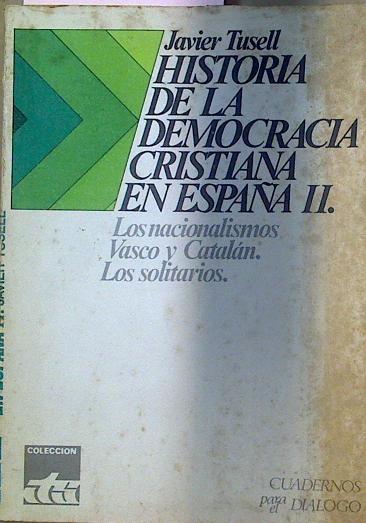 Javier Tusell
HISTORIA
DE LA
DEMOCRACIA
CRISTIANA
EN ESPAÑA II.
Los nacionalismos
Vasco y Catalán.
Los solitarios.
COLECCION
CUADERNOS
para el DIALOGO